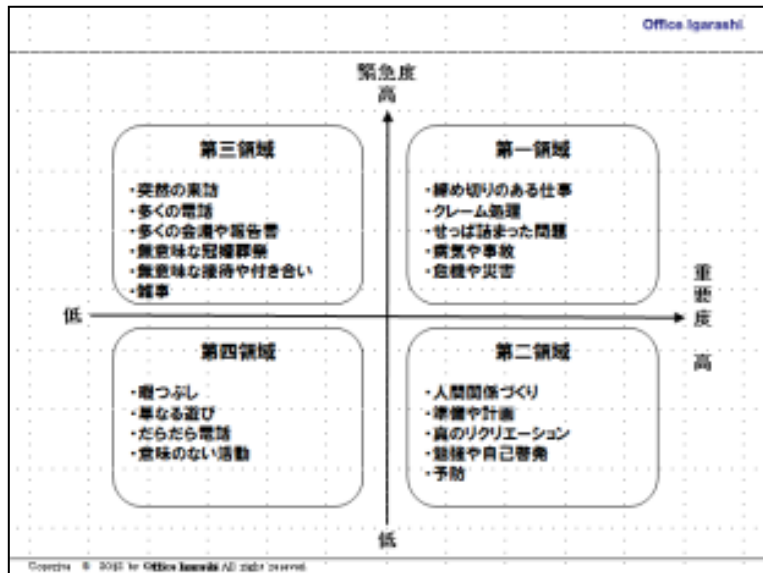 Office Igarashi
緊急度
高
第三領域
・突然の来訪
・多くの電話
・多くの会議や報告書
・無意味な冠婚葬祭
・無意味な接待や付き合い
・雑事
第一領域
・締め切りのある仕事
・クレーム処理
・せっぱ詰まった問題
・病気や事故
・危機や災害
低
重要度
高
第四領域
・暇つぶし
・単なる遊び
・だらだら電話
・意味のない活動
第二領域
・人間関係づくり
・準備や計画
・真のリクリエーション
・勉強や自己啓発
・予防
低
by Office Igarashi All right reserved.